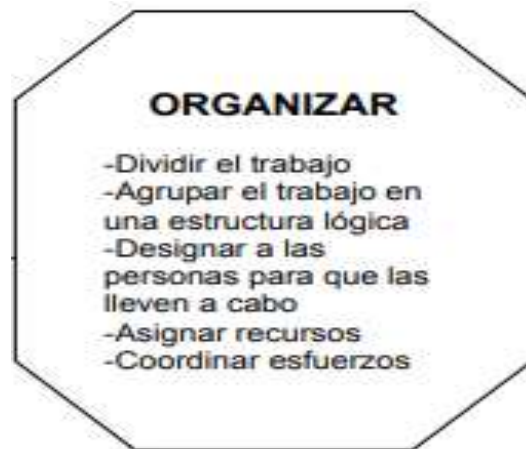 ORGANIZAR
-Dividir el trabajo
-Agrupar el trabajo en
una estructura lógica
-Designar a las
personas para que las
lleven a cabo
-Asignar recursos
-Coordinar esfuerzos